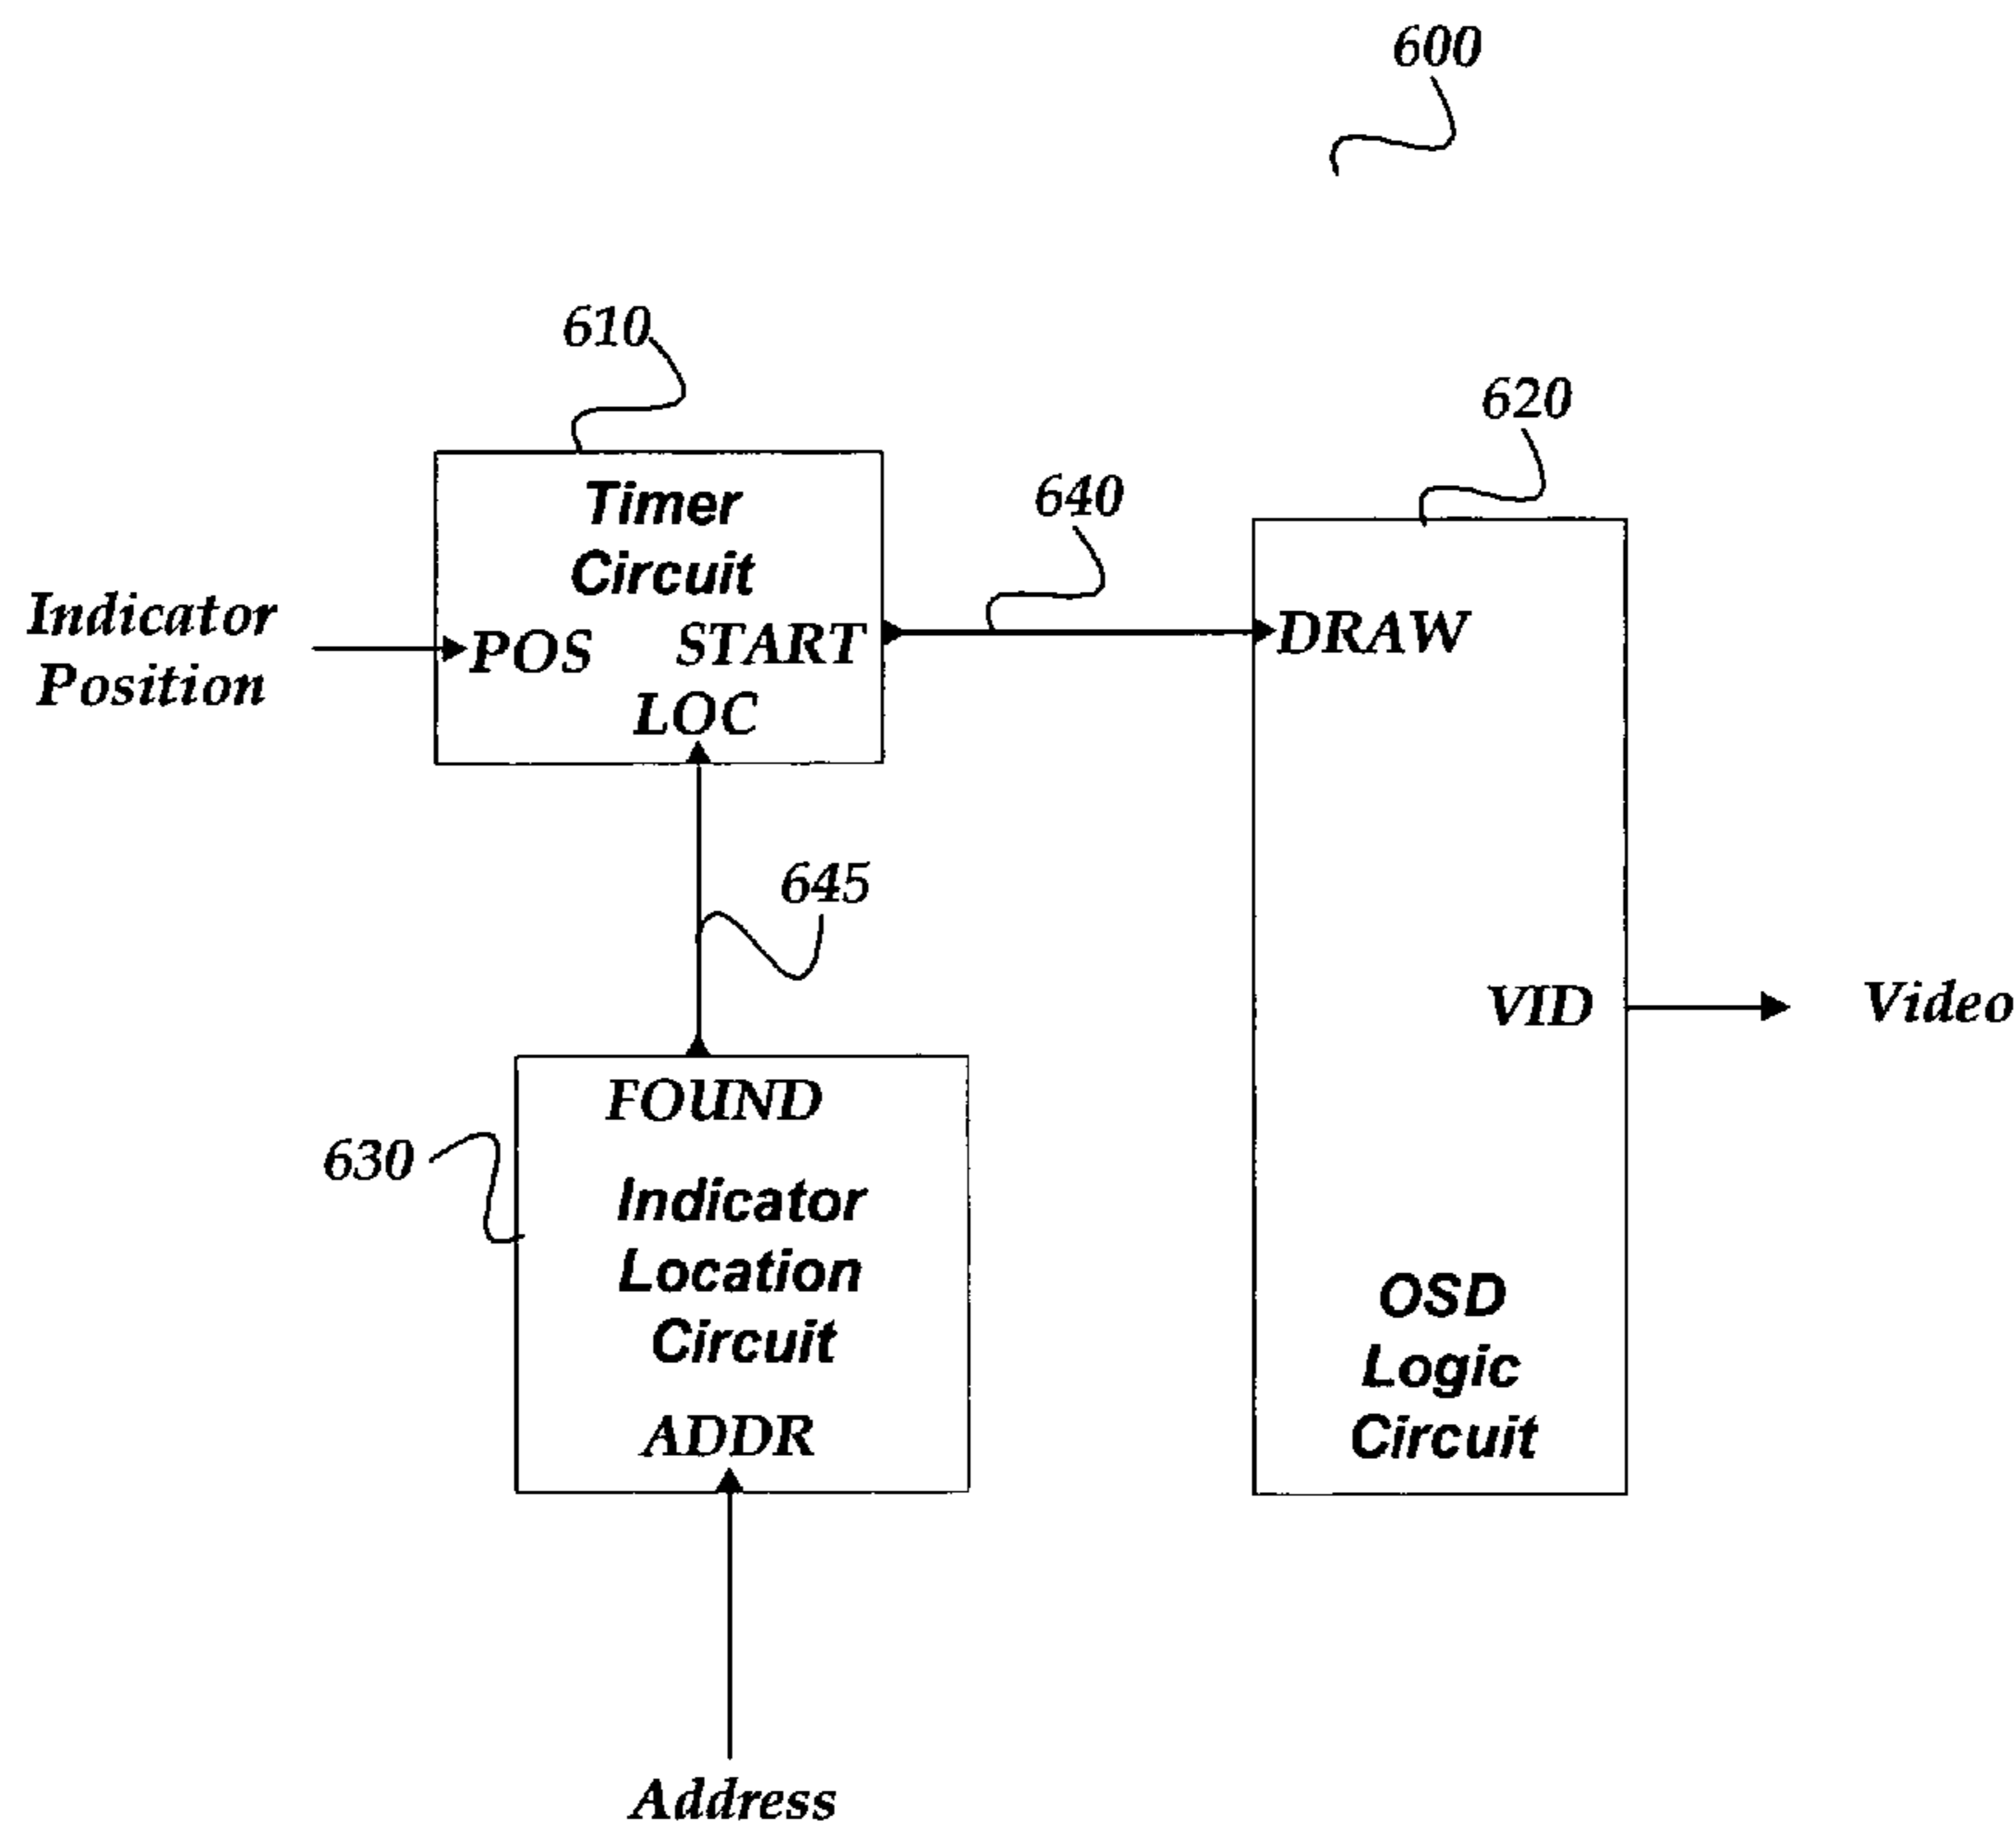 600
610
620
640
Timer
Circuit
Indicator
Position
POS
START
LOC
DRAW
645
VID
Video
FOUND
630
Indicator
Location
Circuit
ADDR
OSD
Logic
Circuit
Address